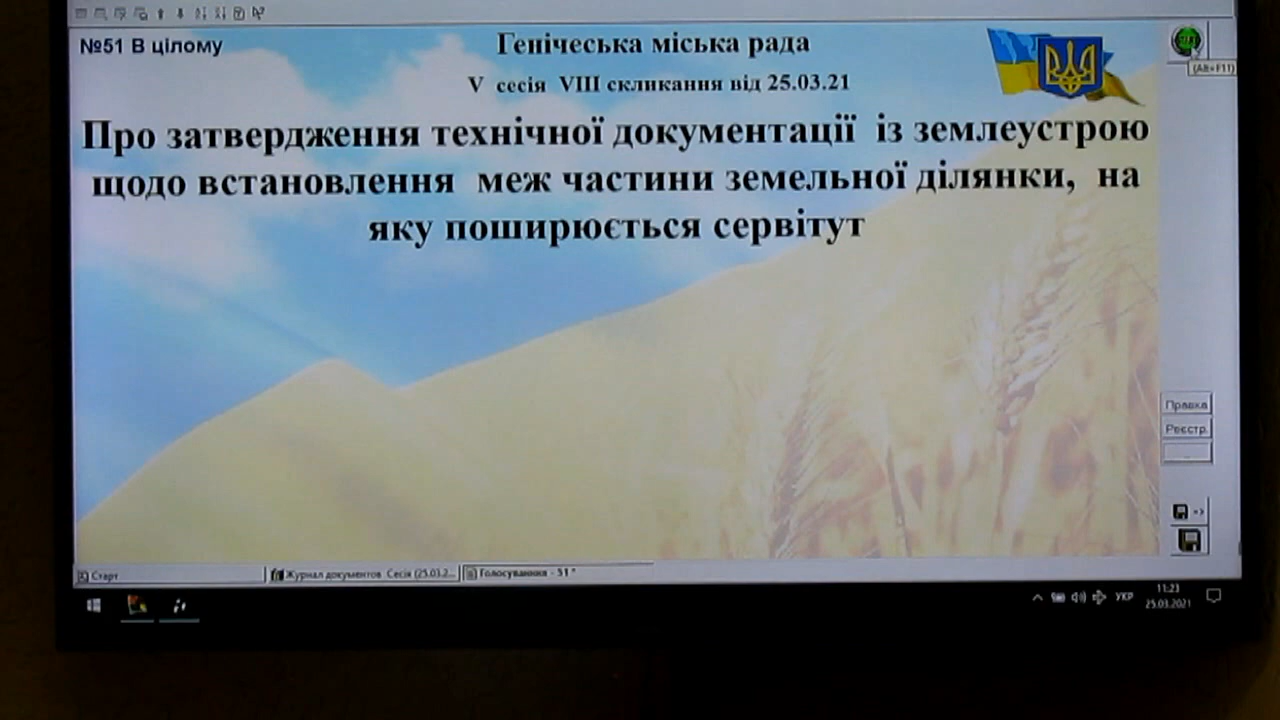 №51 В цілому
Генічеська міська рада
V сесія VIII скликання від 25.03.21
(Alt+F11)
Про затвердження технічної документації із землеустрою
щодо встановлення меж частини земельної ділянки, на
яку поширюється сервітут
Правка
Реєстр.
Старт
Журнал документов Сесія (25.03.2...
Голосування - 51 *
УКР
11:23
25.03.2021